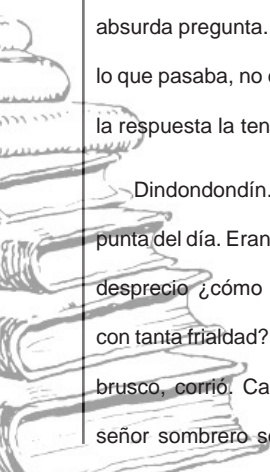 absurda pregunta.
lo que pasaba, no
la respuesta la ten
Dindondondín.
punta del día. Eran
desprecio ¿cómo
con tanta frialdad?
brusco, corrió. Ca
señor sombrero se